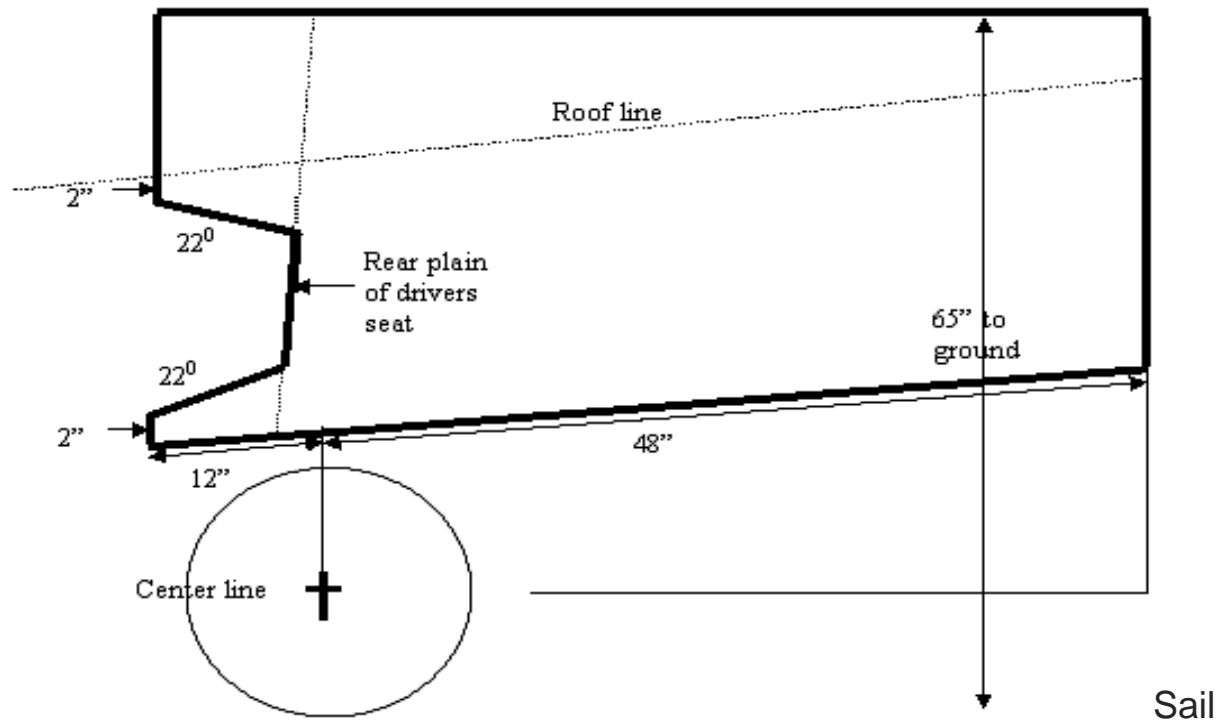 Roof line
2”
22⁰
Rear plain
of drivers
seat
65” to
ground
22⁰
2”
48”
12”
Center line
Sail